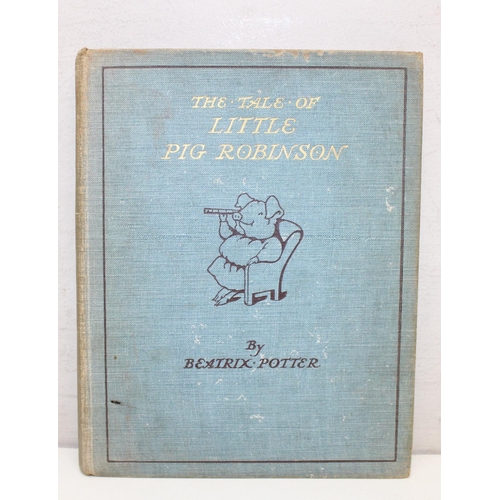 THE · TALE · OF
LITTLE
PIG ROBINSON
By
BEATRIX · POTTER